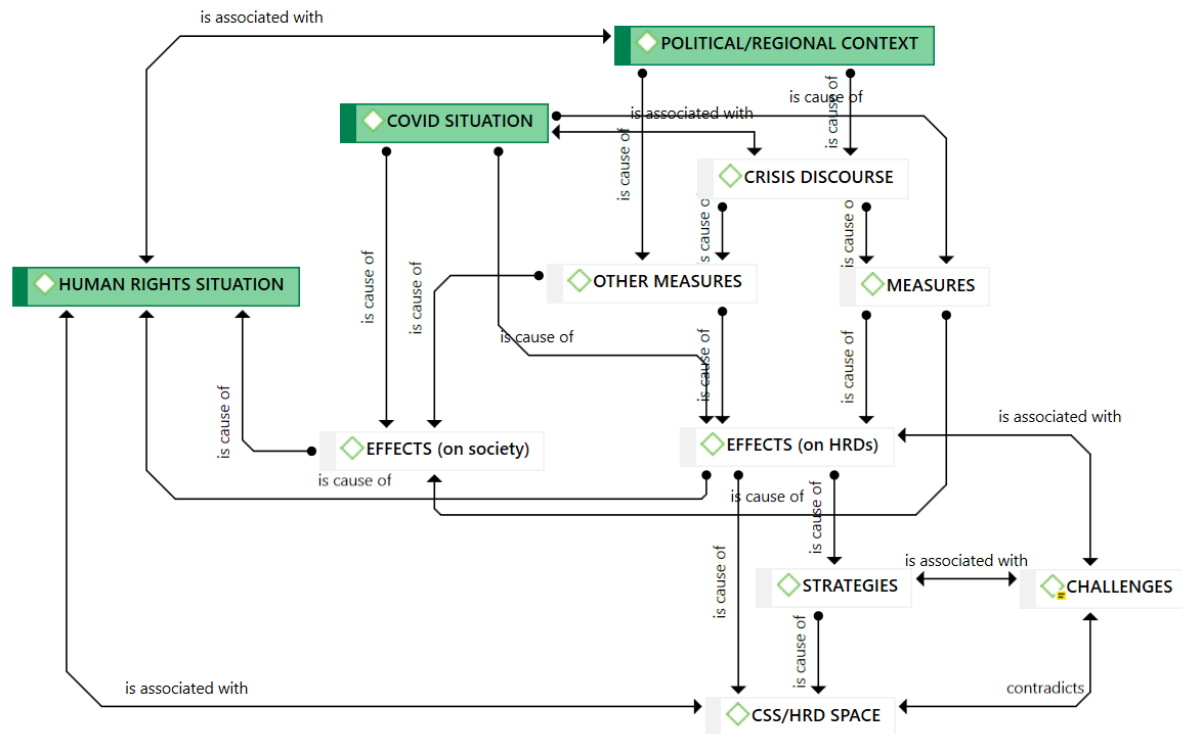 is associated with
POLITICAL/REGIONAL CONTEXT
is cause of
COVID SITUATION
is associated with
is cause of
is cause of
CRISIS DISCOURSE
is cause of
is cause o
HUMAN RIGHTS SITUATION
OTHER MEASURES
MEASURES
is cause of
is cause of
is cause of
is cause of
is cause of
is cause of
is associated with
is cause of
EFFECTS (on society)
EFFECTS (on HRDs)
is cause of
is cause of
is cause of
is associated with
STRATEGIES
CHALLENGES
is cause of
is cause of
is associated with
contradicts
CSS/HRD SPACE